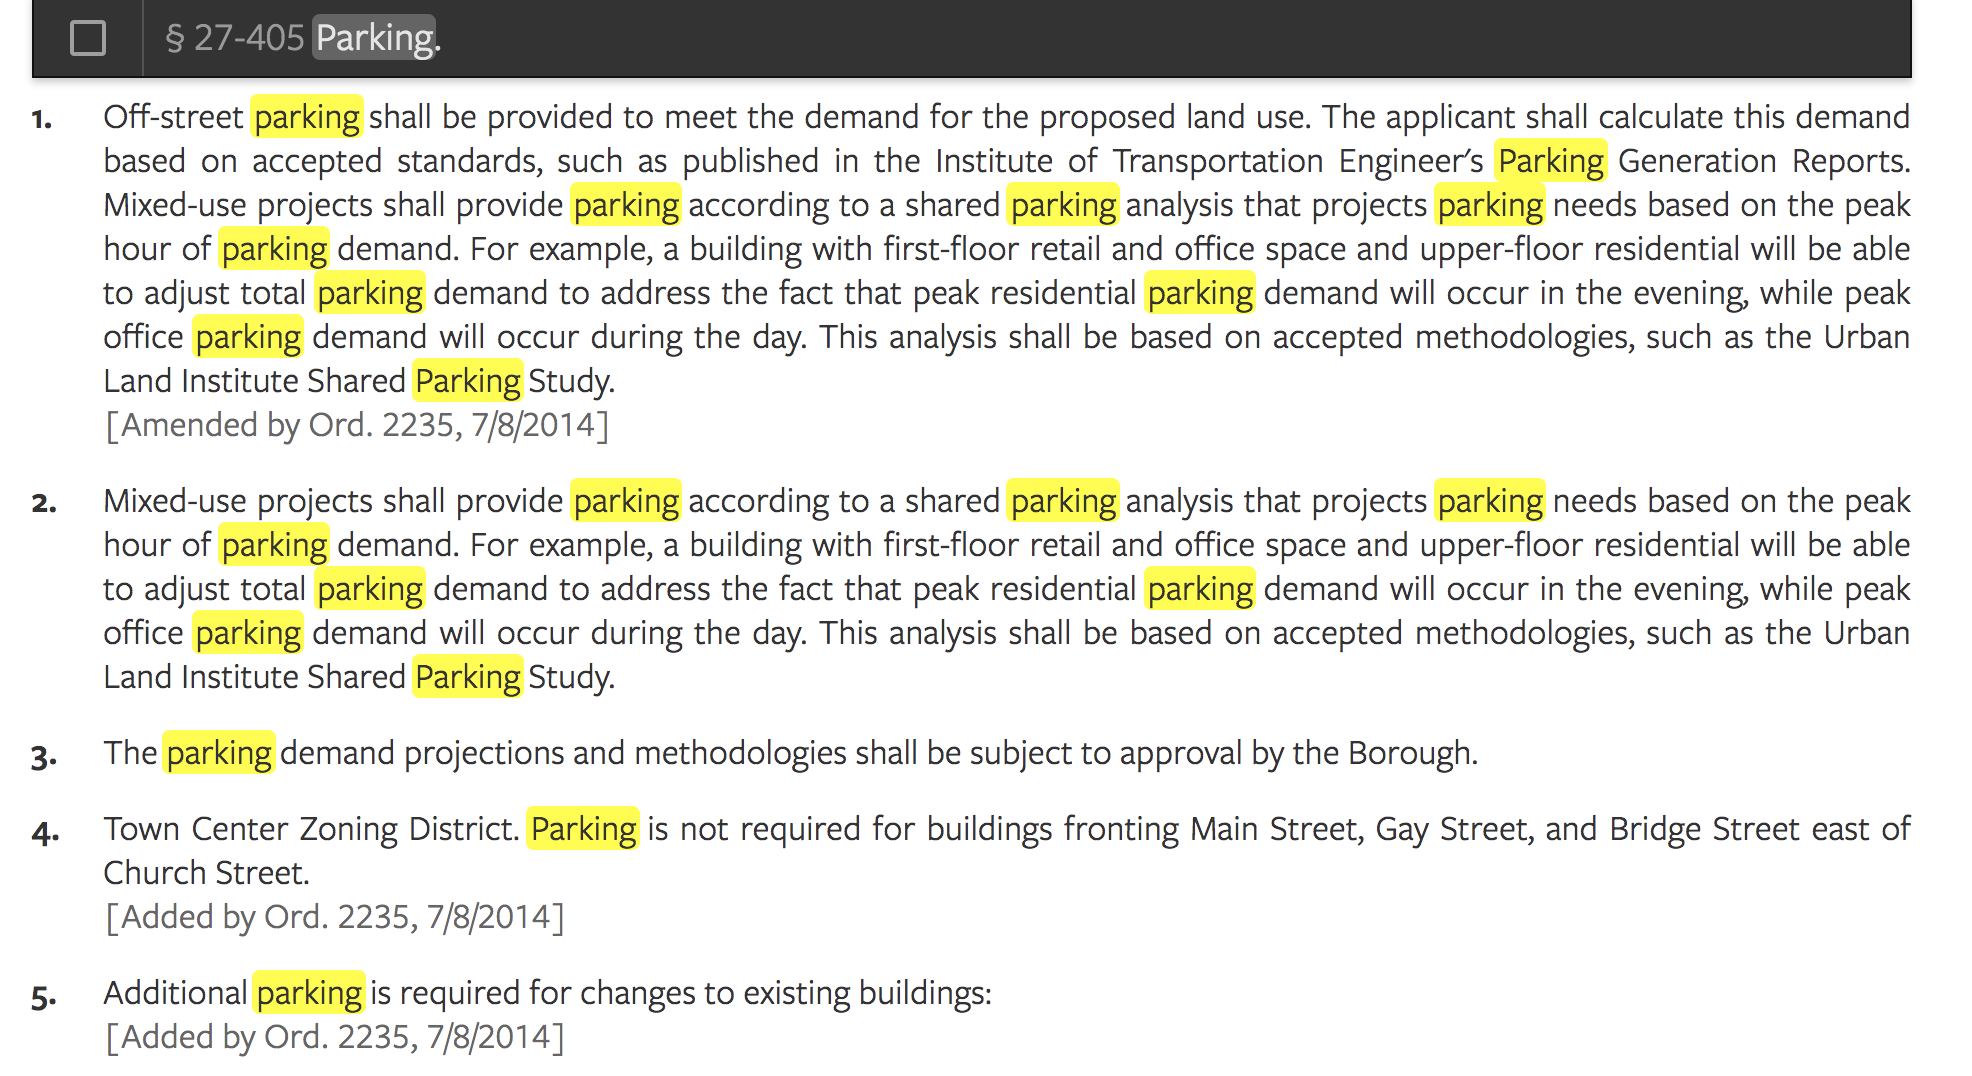 § 27-405 Parking.
1. Off-street parking shall be provided to meet the demand for the proposed land use. The applicant shall calculate this demand
based on accepted standards, such as published in the Institute of Transportation Engineer's Parking Generation Reports.
Mixed-use projects shall provide parking according to a shared parking analysis that projects parking needs based on the peak
hour of parking demand. For example, a building with first-floor retail and office space and upper-floor residential will be able
to adjust total parking demand to address the fact that peak residential parking demand will occur in the evening, while peak
office parking demand will occur during the day. This analysis shall be based on accepted methodologies, such as the Urban
Land Institute Shared Parking Study.
[Amended by Ord. 2235, 7/8/2014]
2. Mixed-use projects shall provide parking according to a shared parking analysis that projects parking needs based on the peak
hour of parking demand. For example, a building with first-floor retail and office space and upper-floor residential will be able
to adjust total parking demand to address the fact that peak residential parking demand will occur in the evening, while peak
office parking demand will occur during the day. This analysis shall be based on accepted methodologies, such as the Urban
Land Institute Shared Parking Study.
3. The parking demand projections and methodologies shall be subject to approval by the Borough.
4. Town Center Zoning District. Parking is not required for buildings fronting Main Street, Gay Street, and Bridge Street east of
Church Street.
[Added by Ord. 2235, 7/8/2014]
5. Additional parking is required for changes to existing buildings:
[Added by Ord. 2235, 7/8/2014]